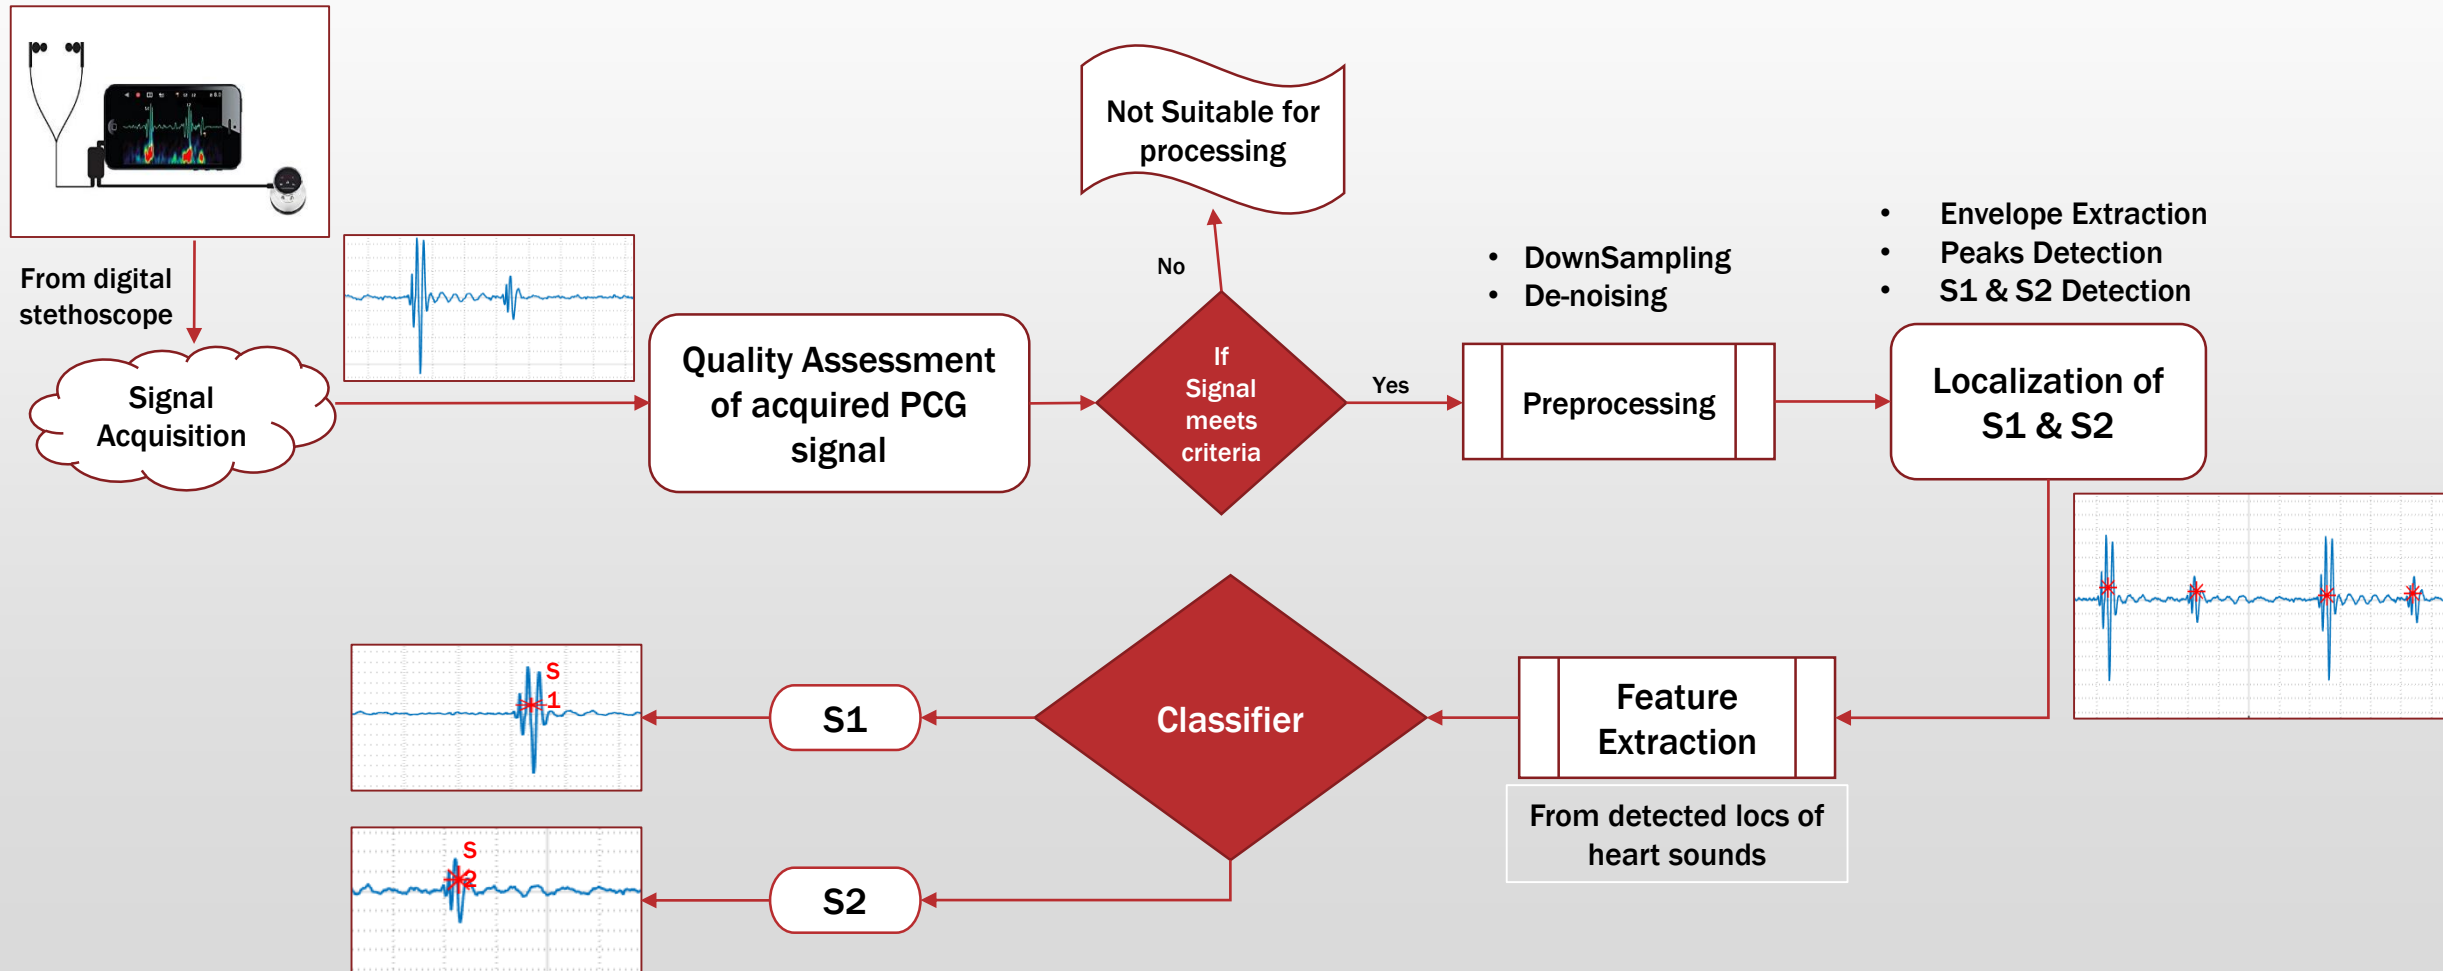 From digital
stethoscope
Signal
Acquisition
Quality Assessment
of acquired PCG
signal
Not Suitable for
processing
No
If
Signal
meets
criteria
Yes
• DownSampling
• De-noising
Preprocessing
• Envelope Extraction
• Peaks Detection
• S1 & S2 Detection
Localization of
S1 & S2
Feature
Extraction
From detected locs of
heart sounds
Classifier
S1
S
1
S2
S
2